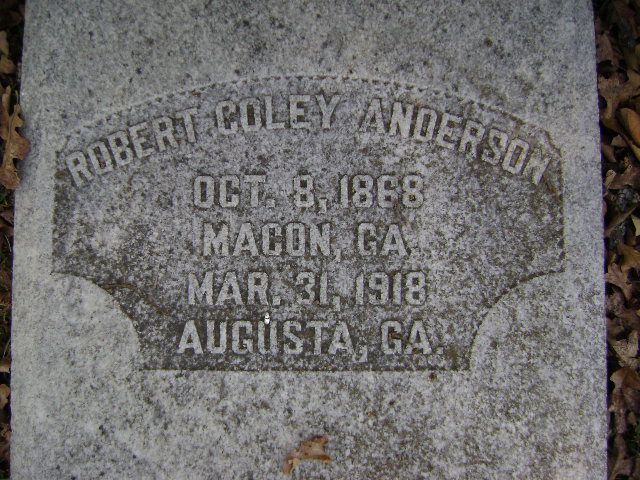 ROBERT COLEY ANDERSON
OCT. 8, 1868
MACON, GA.
MAR. 31, 1918
AUGUSTA, GA.